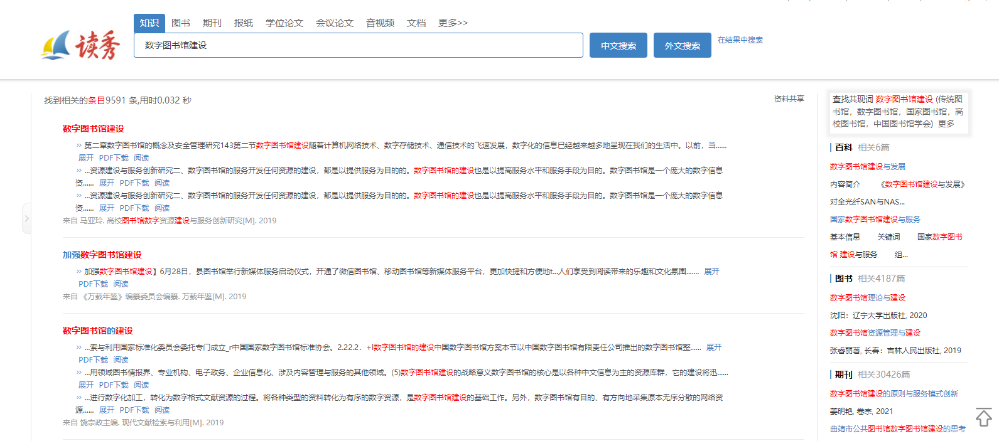 知识 图书 期刊 报纸 学位论文 会议论文 音视频 文档 更多>>
读秀
数字图书馆建设
中文搜索 外文搜索 在结果中搜索
找到相关的条目9591 条,用时0.032 秒
资料共享
数字图书馆建设
›› 第二章数字图书馆的概念及安全管理研究143第二节数字图书馆建设随着计算机网络技术、数字存储技术、通信技术的飞速发展，数字化的信息已经越来越多地呈现在我们的生活中。以前，当......
展开 PDF下载 阅读
›› ...资源建设与服务创新研究二、数字图书馆的服务开发任何资源的建设，都是以提供服务为目的的。数字图书馆的建设也是以提高服务水平和服务手段为目的。数字图书馆是一个庞大的数字信息
资...... 展开 PDF下载 阅读
›› ...资源建设与服务创新研究二、数字图书馆的服务开发任何资源的建设，都是以提供服务为目的的。数字图书馆的建设也是以提高服务水平和服务手段为目的。数字图书馆是一个庞大的数字信息
资...... 展开 PDF下载 阅读
来自 马亚玲. 高校图书馆数字资源建设与服务创新研究[M]. 2019
加强数字图书馆建设
›› 加强数字图书馆建设】6月28日，县图书馆举行新媒体服务启动仪式，开通了微信图书馆、移动图书馆等新媒体服务平台，更加快捷和方便地t...人们享受到阅读带来的乐趣和文化氛围....... 展开
PDF下载 阅读
来自 《万载年鉴》编纂委员会编纂. 万载年鉴[M]. 2019
数字图书馆的建设
›› ...索与利用国家标准化委员会委托专门成立_r中国国家数字图书馆标准协会。2.22.2．+I数字图书馆的建设中国数字图书馆方案本节以中国数字图书馆有限责任公司推出的数字图书馆整...... 展开
PDF下载 阅读
›› ...用领域图书情报界、专业机构、电子政务、企业信息化、涉及内容管理与服务的其他领域。(5)数字图书馆建设的战略意义数字图书馆的核心是以各种中文信息为主的资源库群，它的建设将迅......
展开 PDF下载 阅读
›› ...进行数字化加工，转化为数字格式文献资源的过程。将各种类型的资料转化为有序的数字资源，是数字图书馆建设的基础工作。另外，数字图书馆有目的、有方向地采集原本无序分散的网络资
源...... 展开 PDF下载 阅读
来自 饶宗政主编. 现代文献检索与利用[M]. 2019
查找共现词 数字图书馆建设 (传统图
书馆，数字图书馆，国家图书馆，高
校图书馆，中国图书馆学会) 更多
百科 相关6篇
数字图书馆建设与发展
内容简介 《数字图书馆建设与发展》
对全光纤SAN与NAS...
国家数字图书馆建设与服务
基本信息 关键词 国家数字图书
馆 建设与服务 组...
图书 相关4187篇
数字图书馆理论与建设
沈阳：辽宁大学出版社, 2020
数字图书馆资源管理与建设
张睿丽著, 长春：吉林人民出版社, 2019
期刊 相关30426篇
数字图书馆建设的原则与服务模式创新
姜明艳, 卷宗, 2021
曲靖市公共图书馆数字图书馆建设的思考